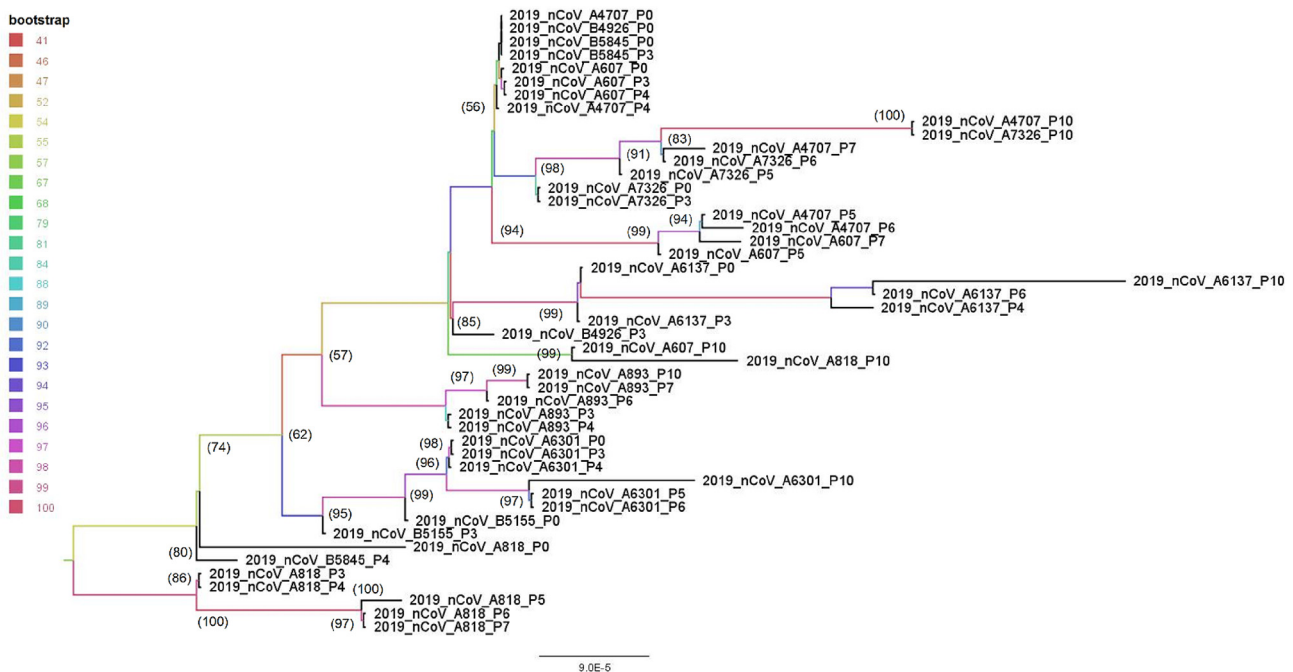 bootstrap
41
46
47
52
54
55
57
67
68
79
81
84
88
89
90
92
93
94
95
96
97
98
99
100
2019_nCoV_A4707_P0
2019_nCoV_B4926_P0
2019_nCoV_B5845_P0
2019_nCoV_B5845_P3
2019_nCoV_A607_P0
2019_nCoV_A607_P3
2019_nCoV_A607_P4
(56)
2019_nCoV_A4707_P4
(100)
2019_nCoV_A4707_P10
2019_nCoV_A7326_P10
(83)
2019_nCoV_A4707_P7
(91)
2019_nCoV_A7326_P6
(98)
2019_nCoV_A7326_P5
2019_nCoV_A7326_P0
2019_nCoV_A7326_P3
2019_nCoV_A4707_P5
(94)
2019_nCoV_A4707_P6
(94)
(99)
2019_nCoV_A607_P7
2019_nCoV_A607_P5
2019_nCoV_A6137_P0
2019_nCoV_A6137_P10
2019_nCoV_A6137_P6
2019_nCoV_A6137_P4
(99)
2019_nCoV_A6137_P3
(85)
2019_nCoV_B4926_P3
2019_nCoV_A607_P10
(57)
(99)
2019_nCoV_A818_P10
(99)
2019_nCoV_A893_P10
(97)
2019_nCoV_A893_P7
2019_nCoV_A893_P6
2019_nCoV_A893_P3
2019_nCoV_A893_P4
(62)
(98)
2019_nCoV_A6301_P0
(74)
2019_nCoV_A6301_P3
(96)
2019_nCoV_A6301_P4
2019_nCoV_A6301_P10
(99)
2019_nCoV_A6301_P5
(97)
2019_nCoV_A6301_P6
(95)
2019_nCoV_B5155_P0
2019_nCoV_B5155_P3
2019_nCoV_A818_P0
(80)
2019_nCoV_B5845_P4
(86)
2019_nCoV_A818_P3
2019_nCoV_A818_P4
(100)
2019_nCoV_A818_P5
2019_nCoV_A818_P6
(100)
(97)
2019_nCoV_A818_P7
9.0E-5